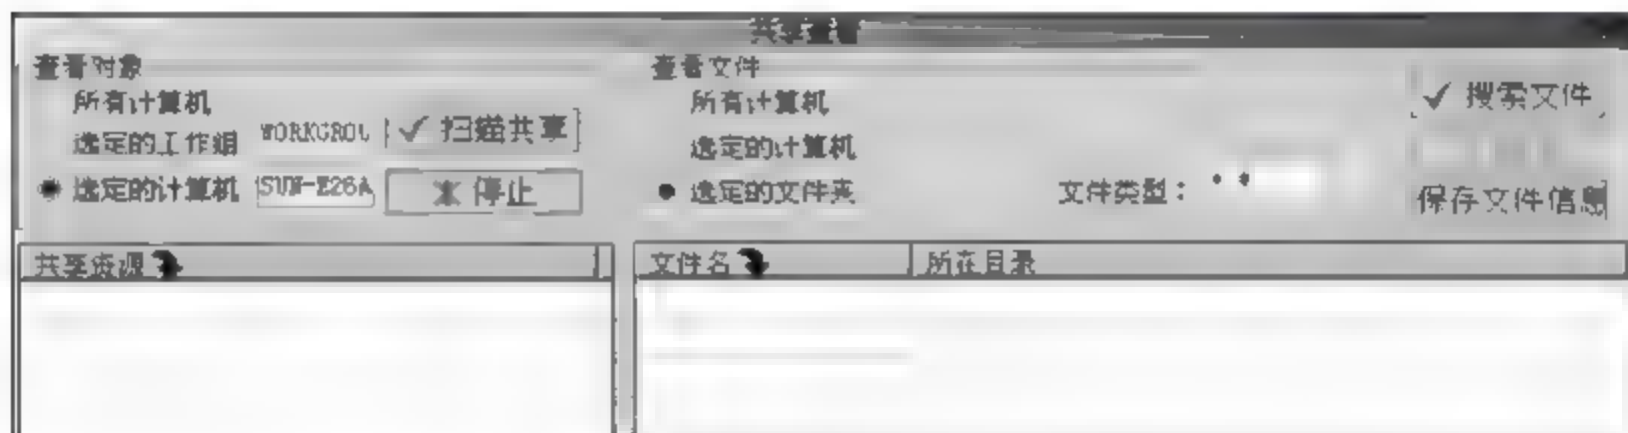 共享查看
查看对象
所有计算机
选定的工作组 WORKGROU
选定的计算机 SUN-E26A
扫描共享
停止
查看文件
所有计算机
选定的计算机
选定的文件夹
文件类型：
搜索文件
保存文件信息
共享资源
文件名 所在目录